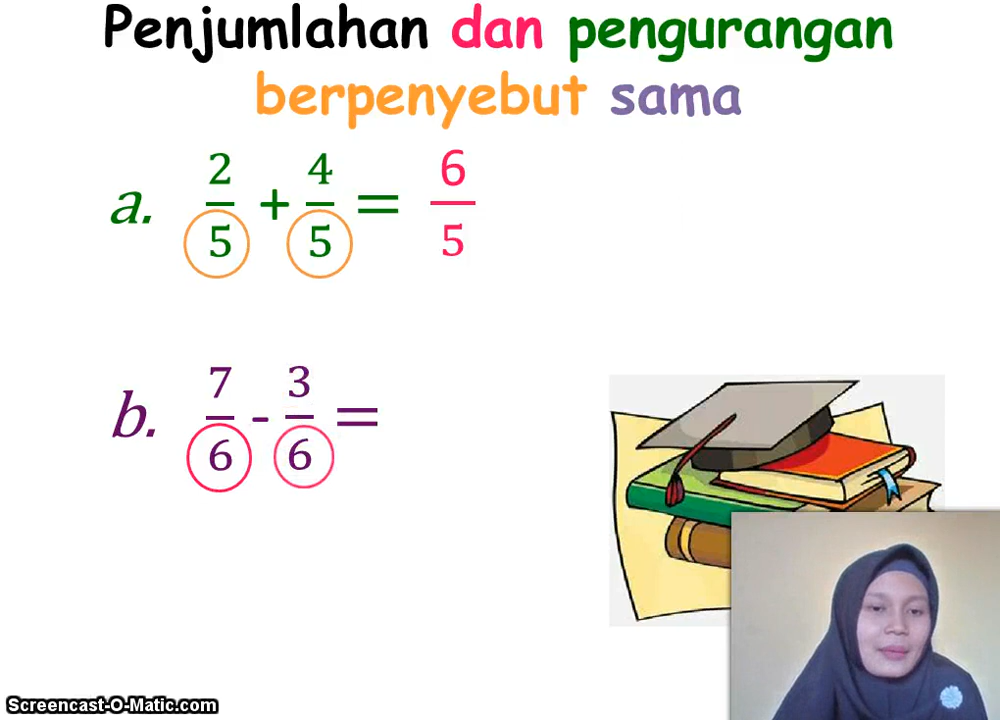 Penjumlahan dan pengurangan
berpenyebut sama
a. 2/5 + 4/5 = 6/5
b. 7/6 - 3/6 =
Screencast-O-Matic.com